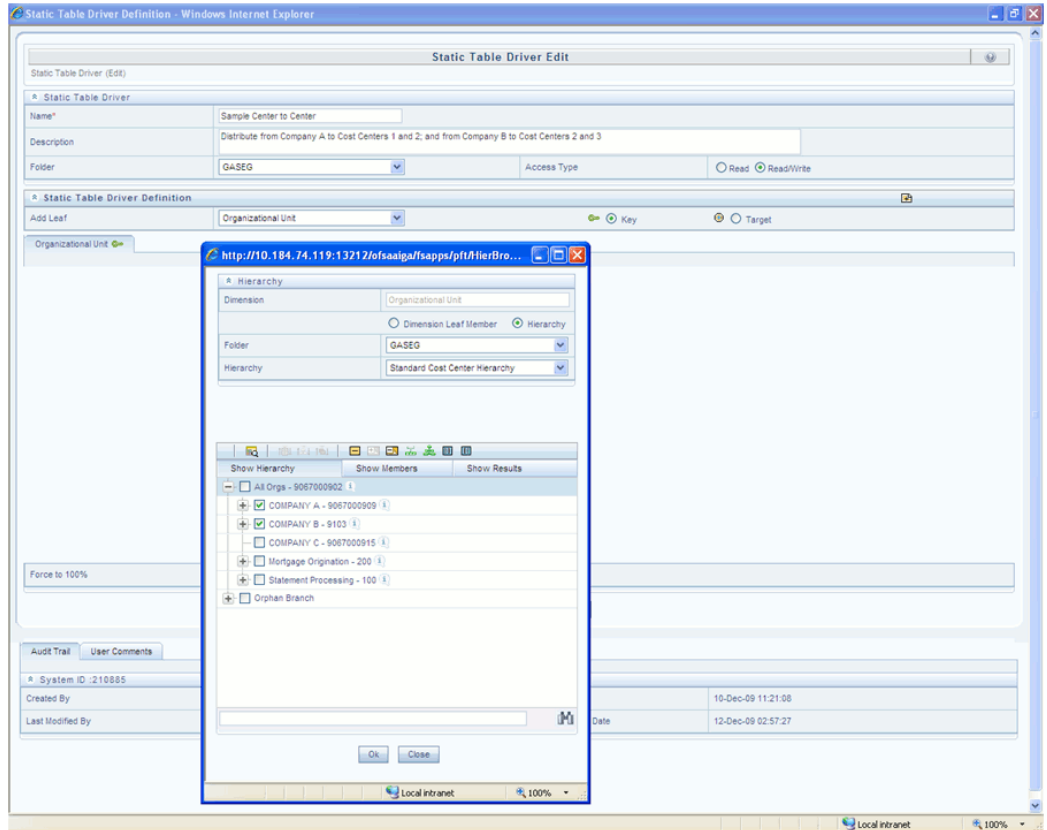 Static Table Driver Definition - Windows Internet Explorer
Static Table Driver Edit
Static Table Driver (Edit)
Static Table Driver
Name*
Sample Center to Center
Description
Distribute from Company A to Cost Centers 1 and 2; and from Company B to Cost Centers 2 and 3
Folder
GASEG
Access Type
Read
Read/Write
Static Table Driver Definition
Add Leaf
Organizational Unit
Key
Target
Organizational Unit
http://10.184.74.119:13212/ofsaaiga/fsapps/pft/HierBro...
Hierarchy
Dimension
Organizational Unit
Dimension Leaf Member
Hierarchy
Folder
GASEG
Hierarchy
Standard Cost Center Hierarchy
Show Hierarchy
Show Members
Show Results
All Orgs - 9067000902
COMPANY A - 9067000909
COMPANY B - 9103
COMPANY C - 9067000915
Mortgage Origination - 200
Statement Processing - 100
Orphan Branch
Ok
Close
Local intranet
100%
Force to 100%
Audit Trail
User Comments
System ID :210885
Created By
10-Dec-09 11:21:08
Last Modified By
Date
12-Dec-09 02:57:27
Local intranet
100%